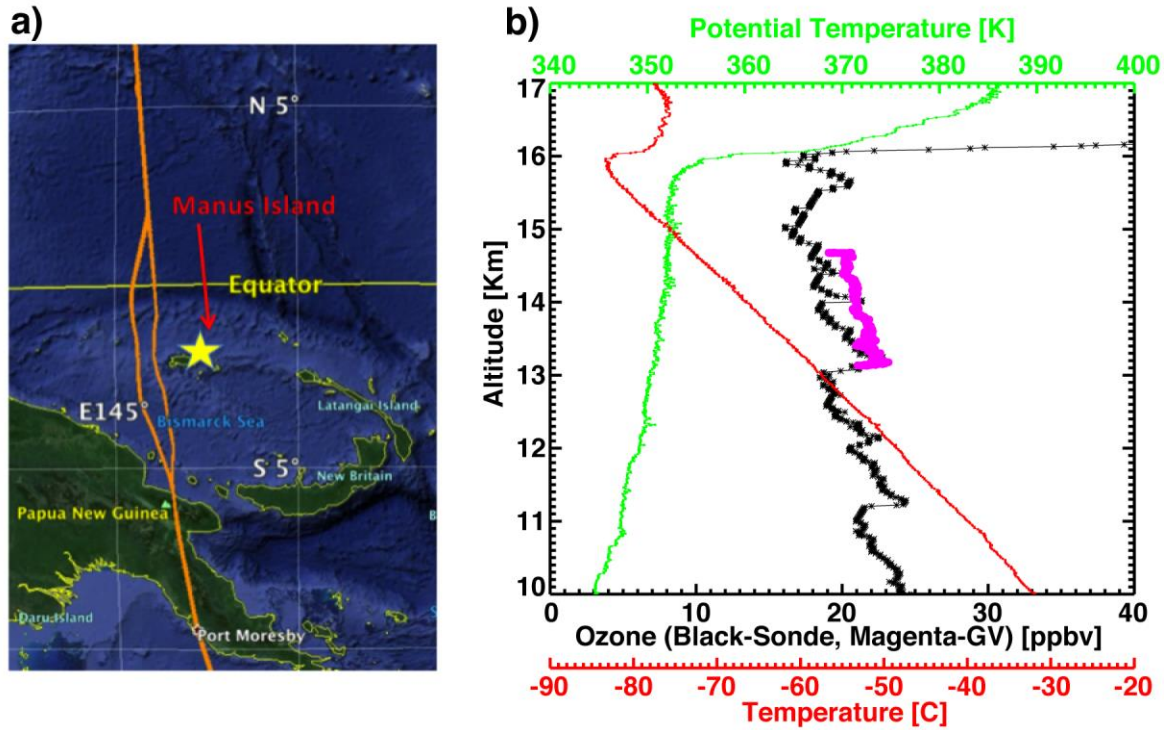 a)
N 5°
Manus Island
Equator
E145°
Bismarck Sea
Latangai Island
S 5°
New Britain
Papua New Guinea
Daru Island
Port Moresby
b)
Potential Temperature [K]
340 350 360 370 380 390 400
17
16
15
14
13
12
11
10
Altitude [Km]
0 10 20 30 40
Ozone (Black-Sonde, Magenta-GV) [ppbv]
-90 -80 -70 -60 -50 -40 -30 -20
Temperature [C]